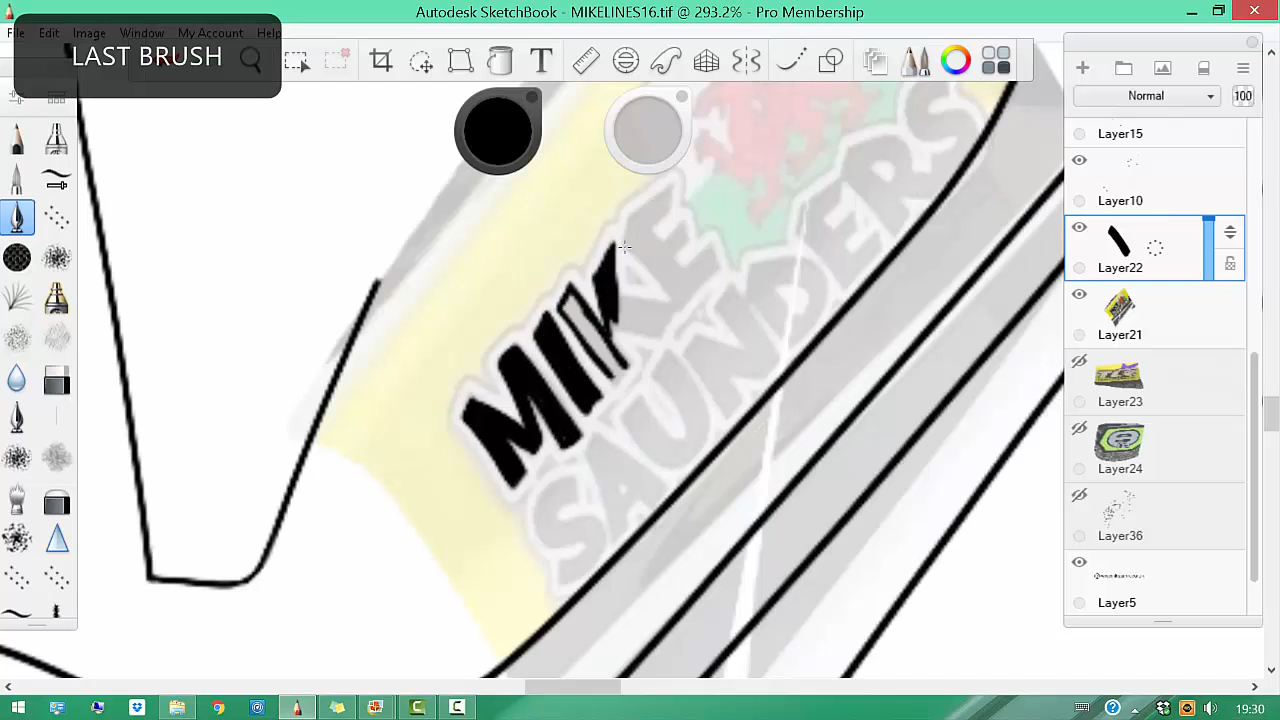 Autodesk SketchBook - MIKELINES16.tif @ 293.2% - Pro Membership
File Edit Image Window My Account Help
LAST BRUSH
T
Normal
100
Layer15
Layer10
Layer22
Layer21
Layer23
Layer24
Layer36
Layer5
MIKE
SAUNDERS
19:30